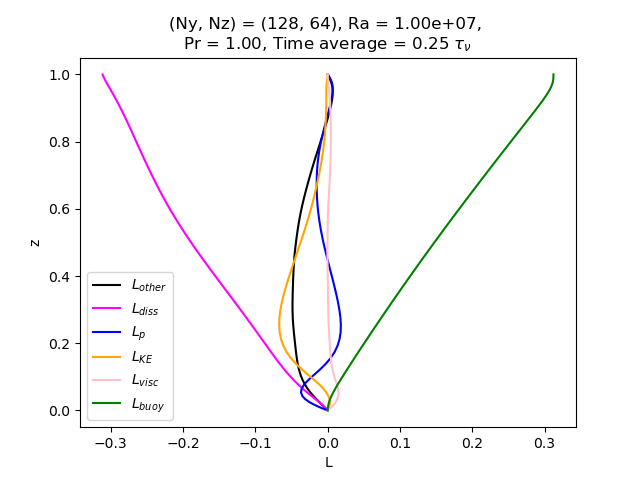 (Ny, Nz) = (128, 64), Ra = 1.00e+07,
Pr = 1.00, Time average = 0.25 τ_ν
1.0
0.8
0.6
0.4
0.2
0.0
z
L_other
L_diss
L_p
L_KE
L_visc
L_buoy
−0.3 −0.2 −0.1 0.0 0.1 0.2 0.3
L